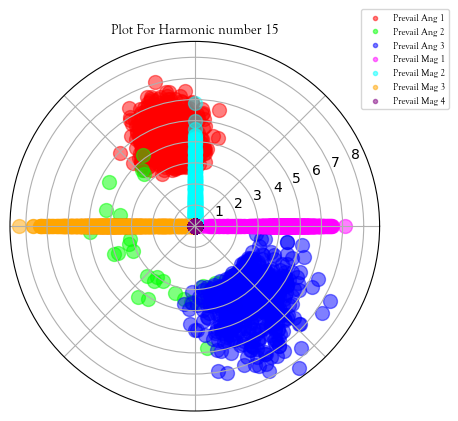 Plot For Harmonic number 15
Prevail Ang 1
Prevail Ang 2
Prevail Ang 3
Prevail Mag 1
Prevail Mag 2
Prevail Mag 3
Prevail Mag 4
1 2 3 4 5 6 7 8